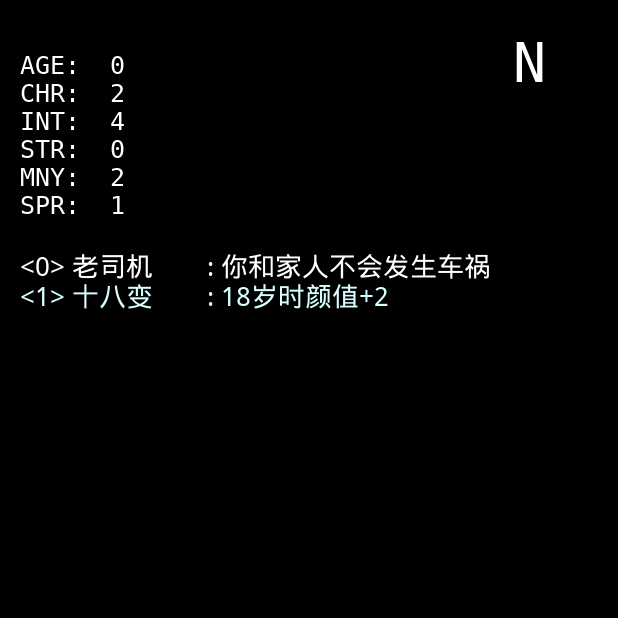 N
AGE: 0
CHR: 2
INT: 4
STR: 0
MNY: 2
SPR: 1
<0> 老司机 : 你和家人不会发生车祸
<1> 十八变 : 18岁时颜值+2